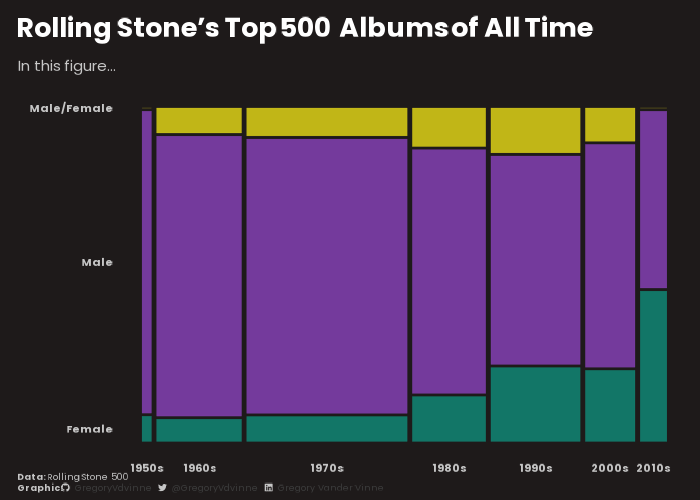 Rolling Stone's Top 500 Albums of All Time
In this figure...
Male/Female
Male
Female
1950s 1960s 1970s 1980s 1990s 2000s 2010s
Data: Rolling Stone 500
Graphic: GregoryVdvinne @GregoryVdvinne Gregory Vander Vinne